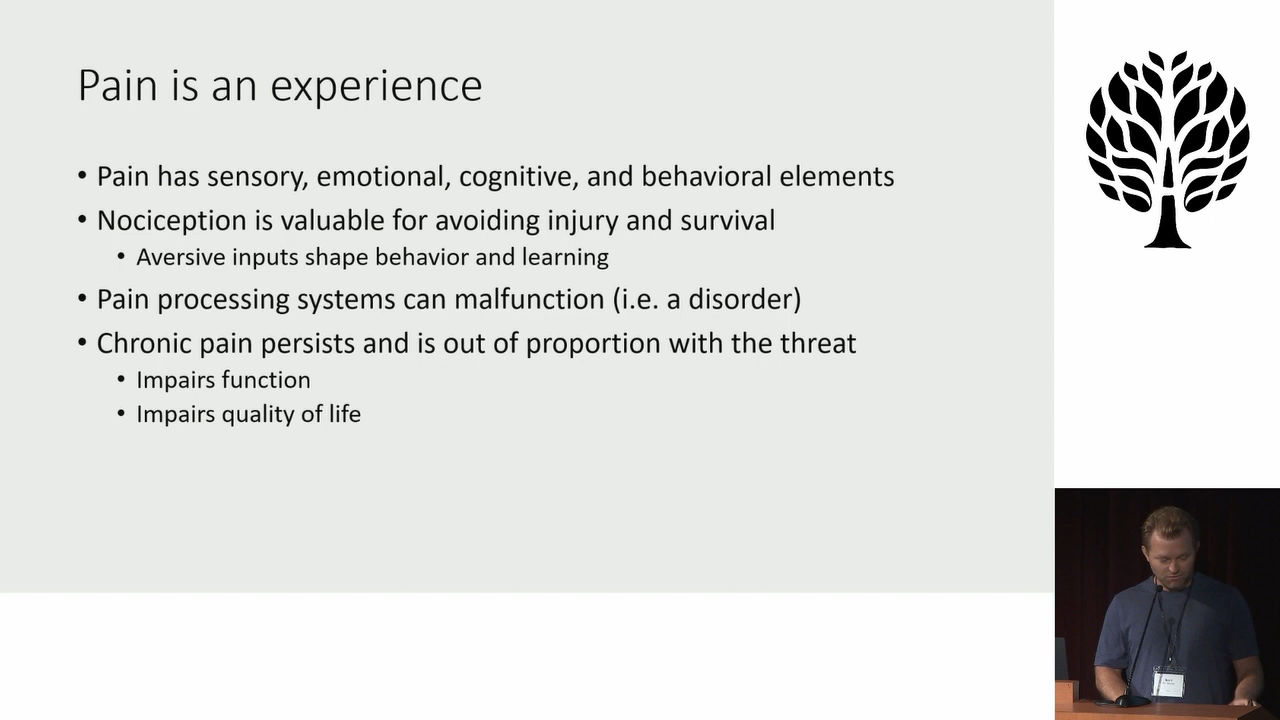 Pain is an experience
• Pain has sensory, emotional, cognitive, and behavioral elements
• Nociception is valuable for avoiding injury and survival
• Aversive inputs shape behavior and learning
• Pain processing systems can malfunction (i.e. a disorder)
• Chronic pain persists and is out of proportion with the threat
• Impairs function
• Impairs quality of life